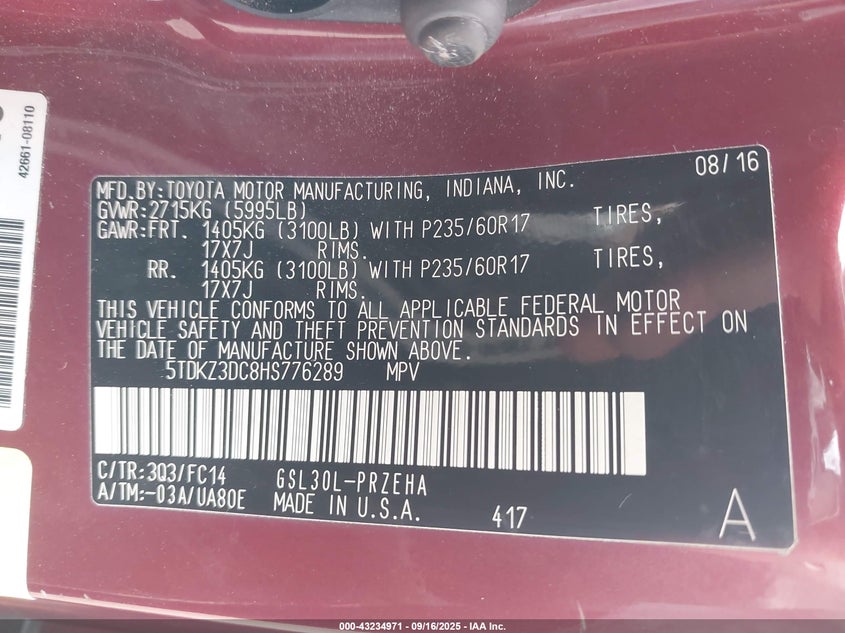 42661-08110
08/16
MFD.BY:TOYOTA MOTOR MANUFACTURING, INDIANA, INC.
GVWR:2715KG (5995LB)
GAWR:FRT. 1405KG (3100LB) WITH P235/60R17 TIRES,
17X7J RIMS.
RR. 1405KG (3100LB) WITH P235/60R17 TIRES,
17X7J RIMS.
THIS VEHICLE CONFORMS TO ALL APPLICABLE FEDERAL MOTOR
VEHICLE SAFETY AND THEFT PREVENTION STANDARDS IN EFFECT ON
THE DATE OF MANUFACTURE SHOWN ABOVE.
5TDKZ3DC8HS776289 MPV
C/TR:3Q3/FC14 GSL30L-PRZEHA
A/TM:-03A/UA80E MADE IN U.S.A. 417 A
000-43234971 - 09/16/2025 - IAA Inc.